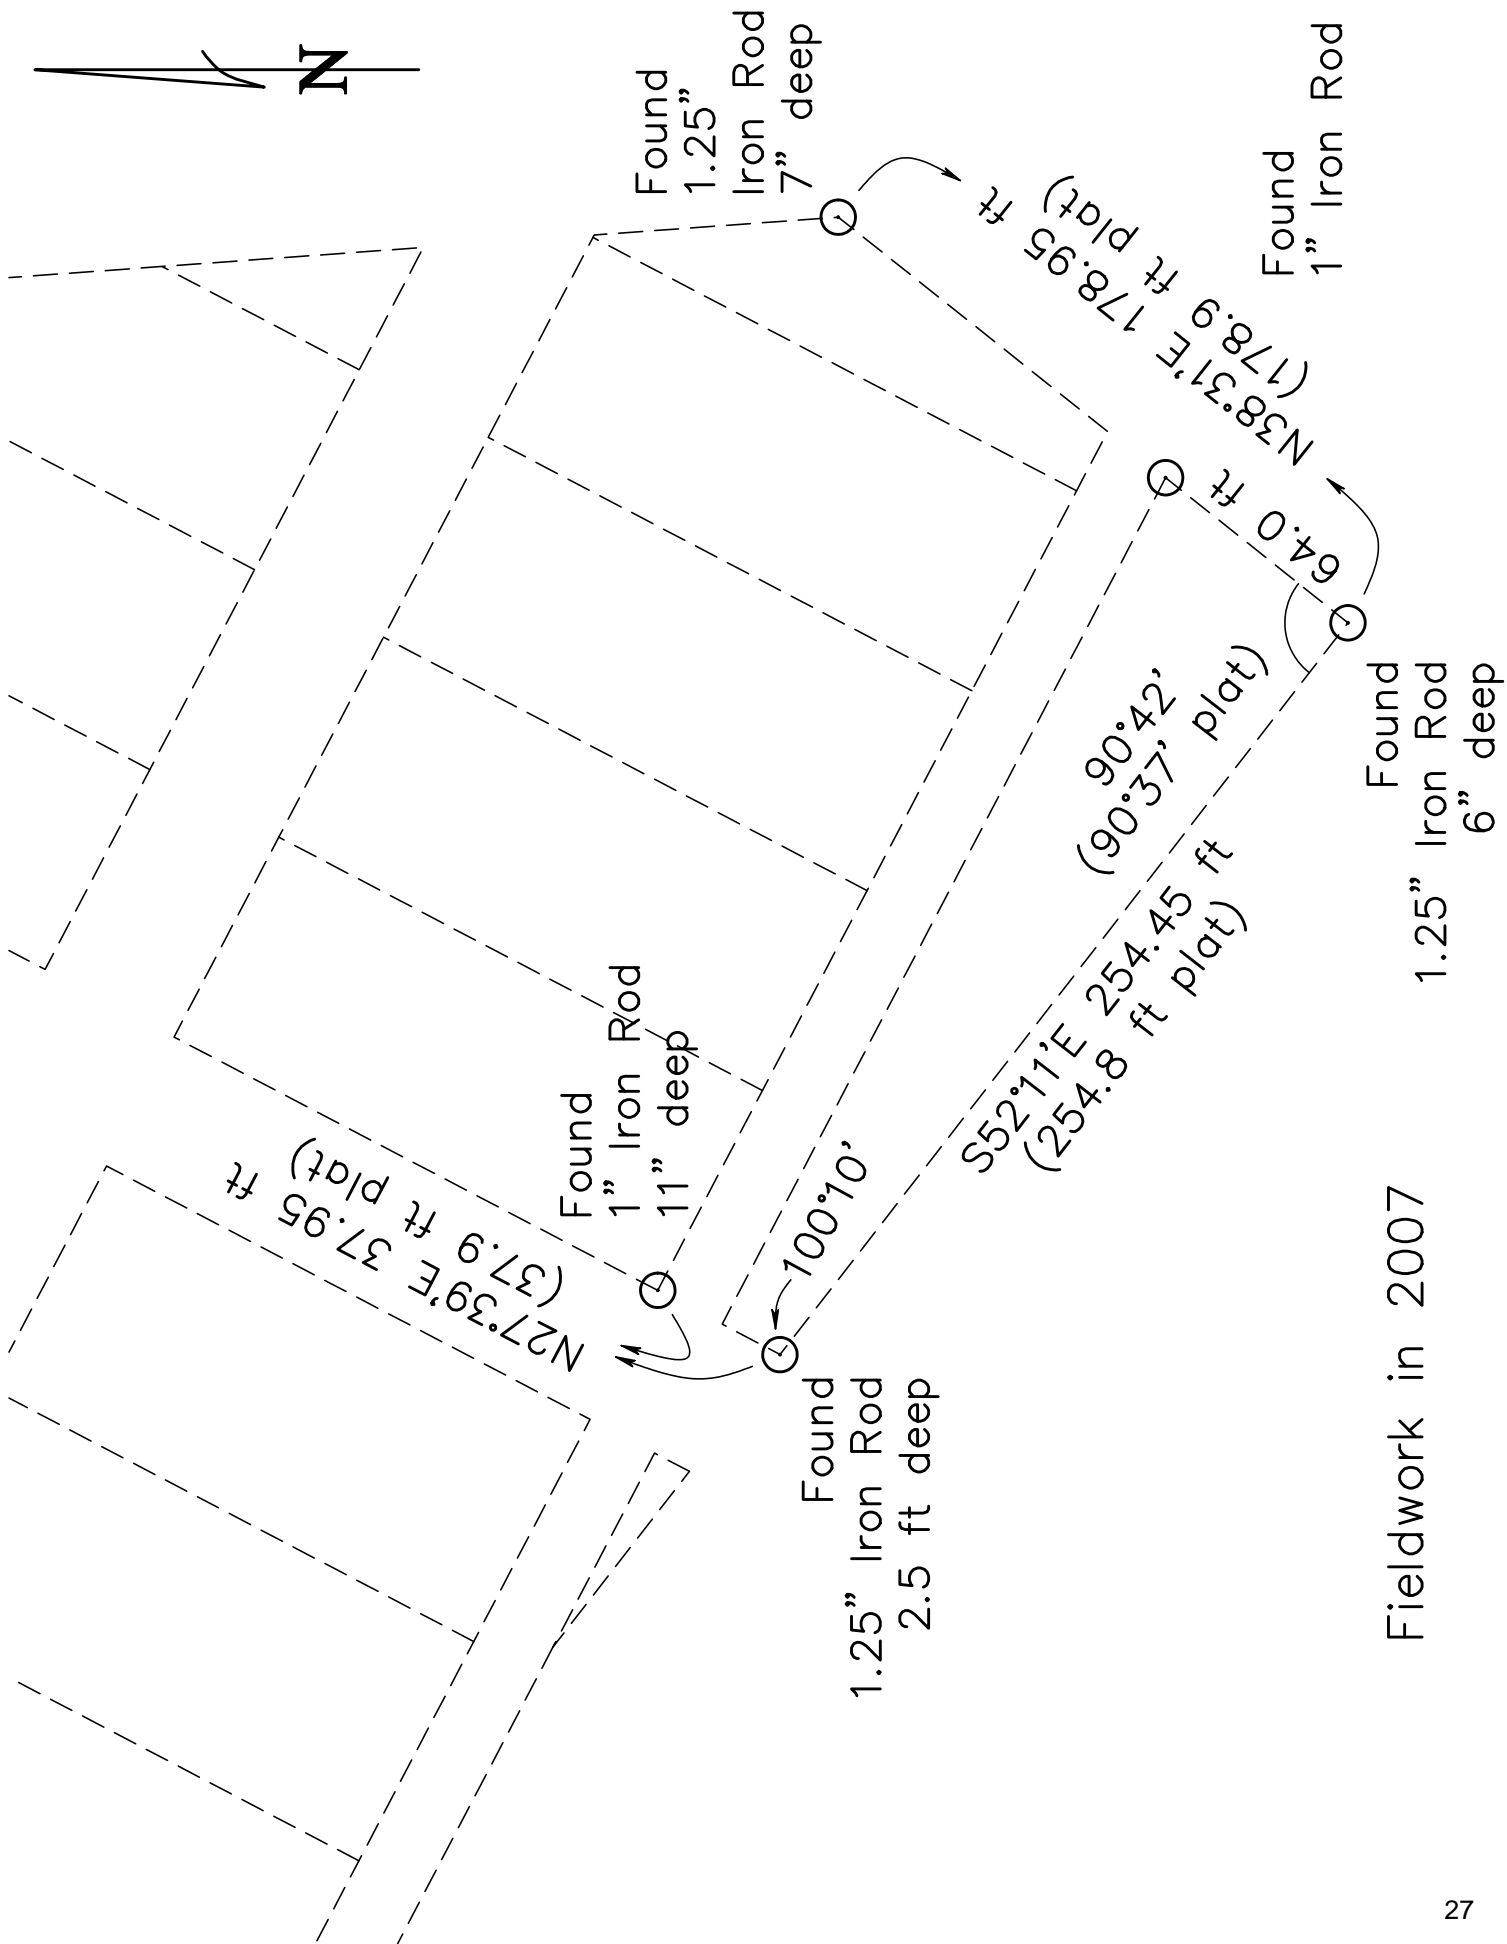 N
Found
1.25”
Iron Rod
7” deep
N38°31’E 178.95 ft
(178.9 ft plat)
Found
1” Iron Rod
64.0 ft
90°42’
(90°37’ plat)
Found
1.25” Iron Rod
6” deep
S52°11’E 254.45 ft
(254.8 ft plat)
Found
1” Iron Rod
11” deep
N27°39’E 37.95 ft
(37.9 ft plat)
100°10’
Found
1.25” Iron Rod
2.5 ft deep
Fieldwork in 2007
27